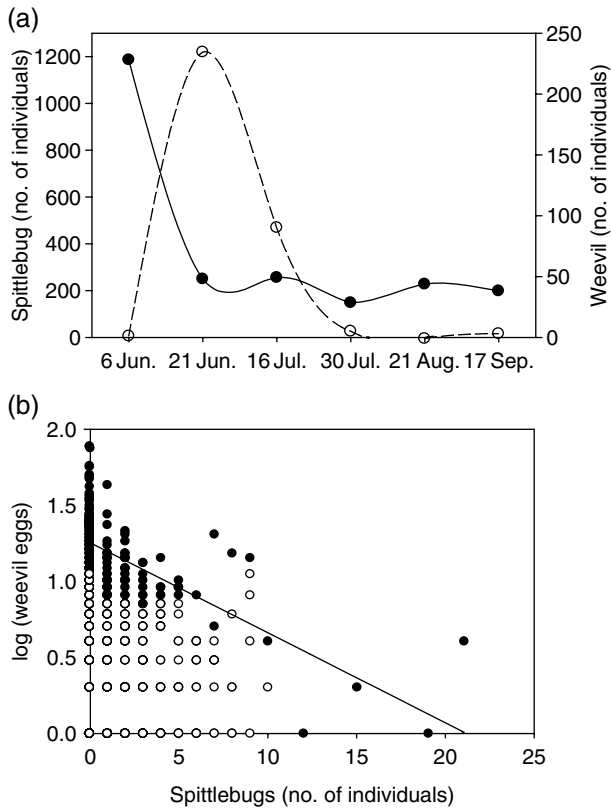 (a)
Spittlebug (no. of individuals)
1200
1000
800
600
400
200
0
Weevil (no. of individuals)
250
200
150
100
50
0
6 Jun. 21 Jun. 16 Jul. 30 Jul. 21 Aug. 17 Sep.
(b)
log (weevil eggs)
2.0
1.5
1.0
0.5
0.0
0 5 10 15 20 25
Spittlebugs (no. of individuals)